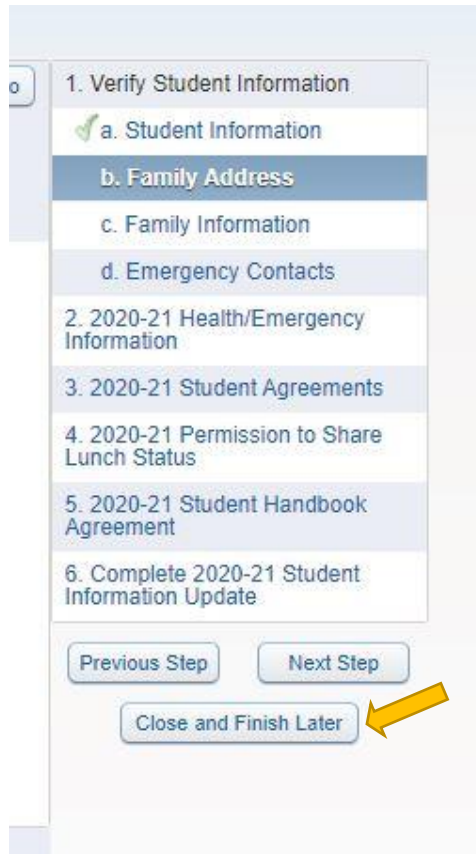 o
1. Verify Student Information
a. Student Information
b. Family Address
c. Family Information
d. Emergency Contacts
2. 2020-21 Health/Emergency
Information
3. 2020-21 Student Agreements
4. 2020-21 Permission to Share
Lunch Status
5. 2020-21 Student Handbook
Agreement
6. Complete 2020-21 Student
Information Update
Previous Step Next Step
Close and Finish Later